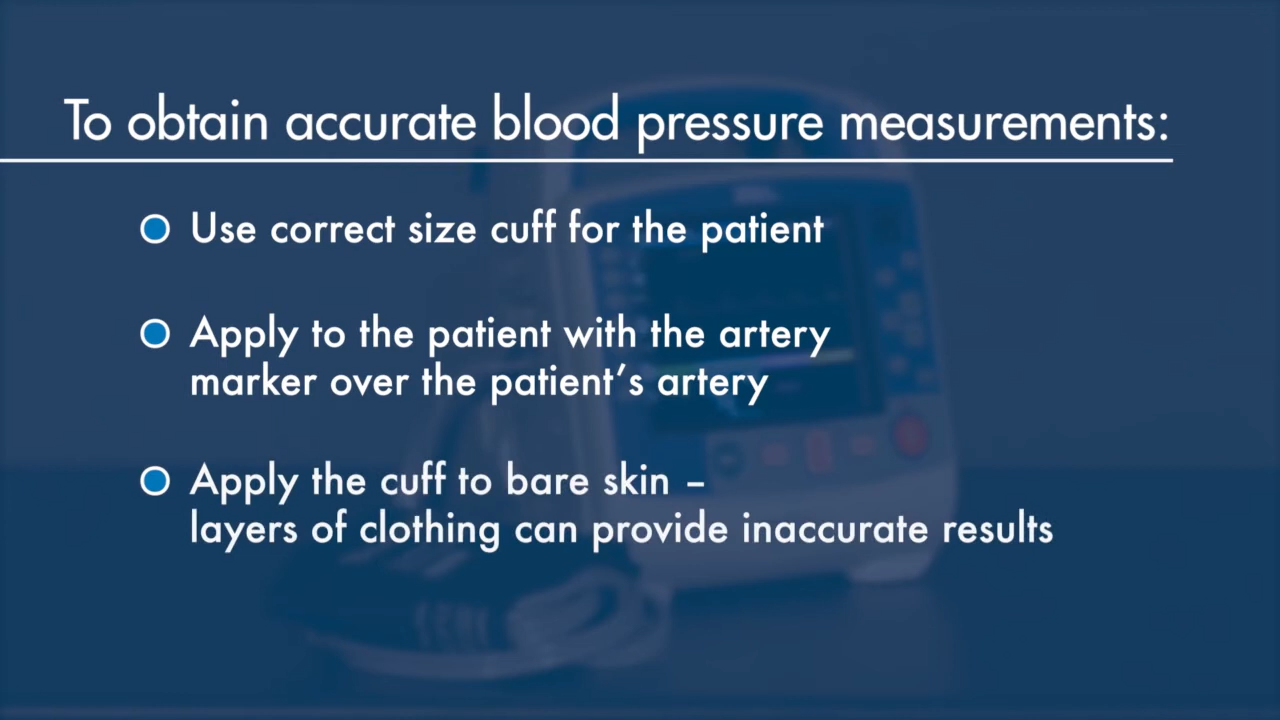 To obtain accurate blood pressure measurements:
Use correct size cuff for the patient
Apply to the patient with the artery
marker over the patient's artery
Apply the cuff to bare skin –
layers of clothing can provide inaccurate results